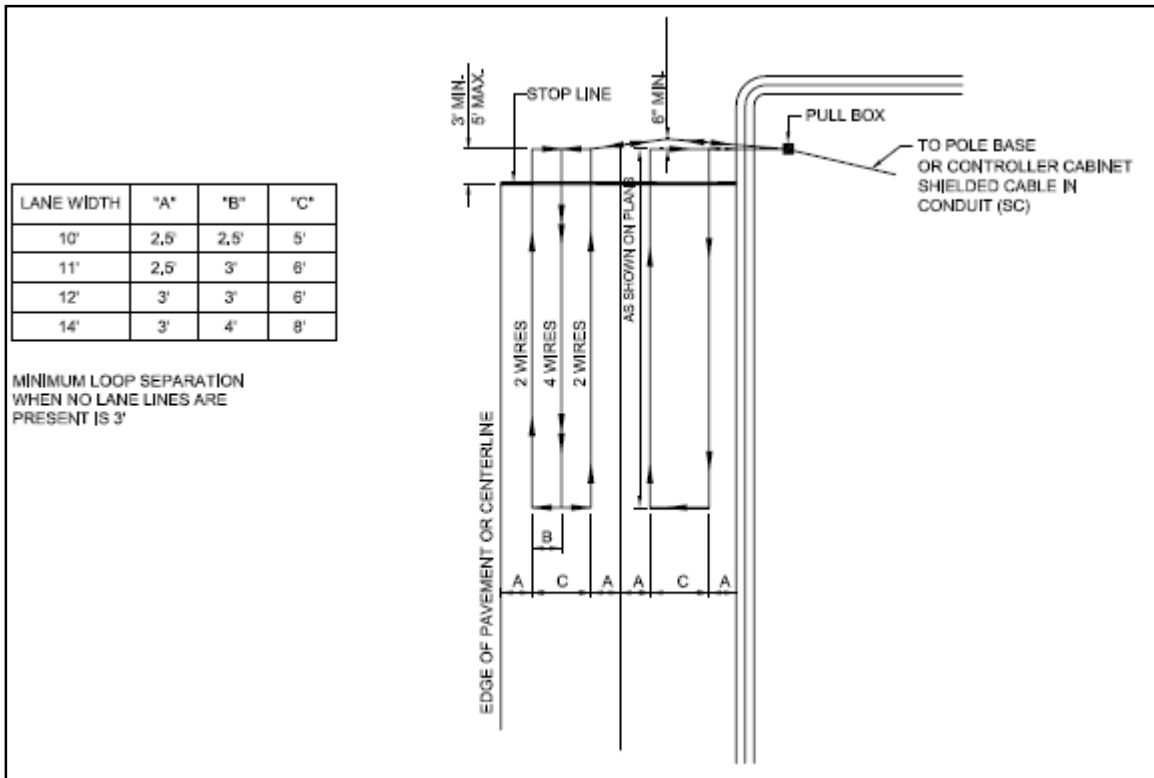 3' MIN.
5' MAX.
STOP LINE
6" MIN.
PULL BOX
TO POLE BASE
OR CONTROLLER CABINET
SHIELDED CABLE IN
CONDUIT (SC)
LANE WIDTH "A" "B" "C"
10' 2.5' 2.5' 5'
11' 2.5' 3' 6'
12' 3' 3' 6'
14' 3' 4' 8'
MINIMUM LOOP SEPARATION
WHEN NO LANE LINES ARE
PRESENT IS 3'
AS SHOWN ON PLANS
2 WIRES
4 WIRES
2 WIRES
EDGE OF PAVEMENT OR CENTERLINE
B
A C A A C A